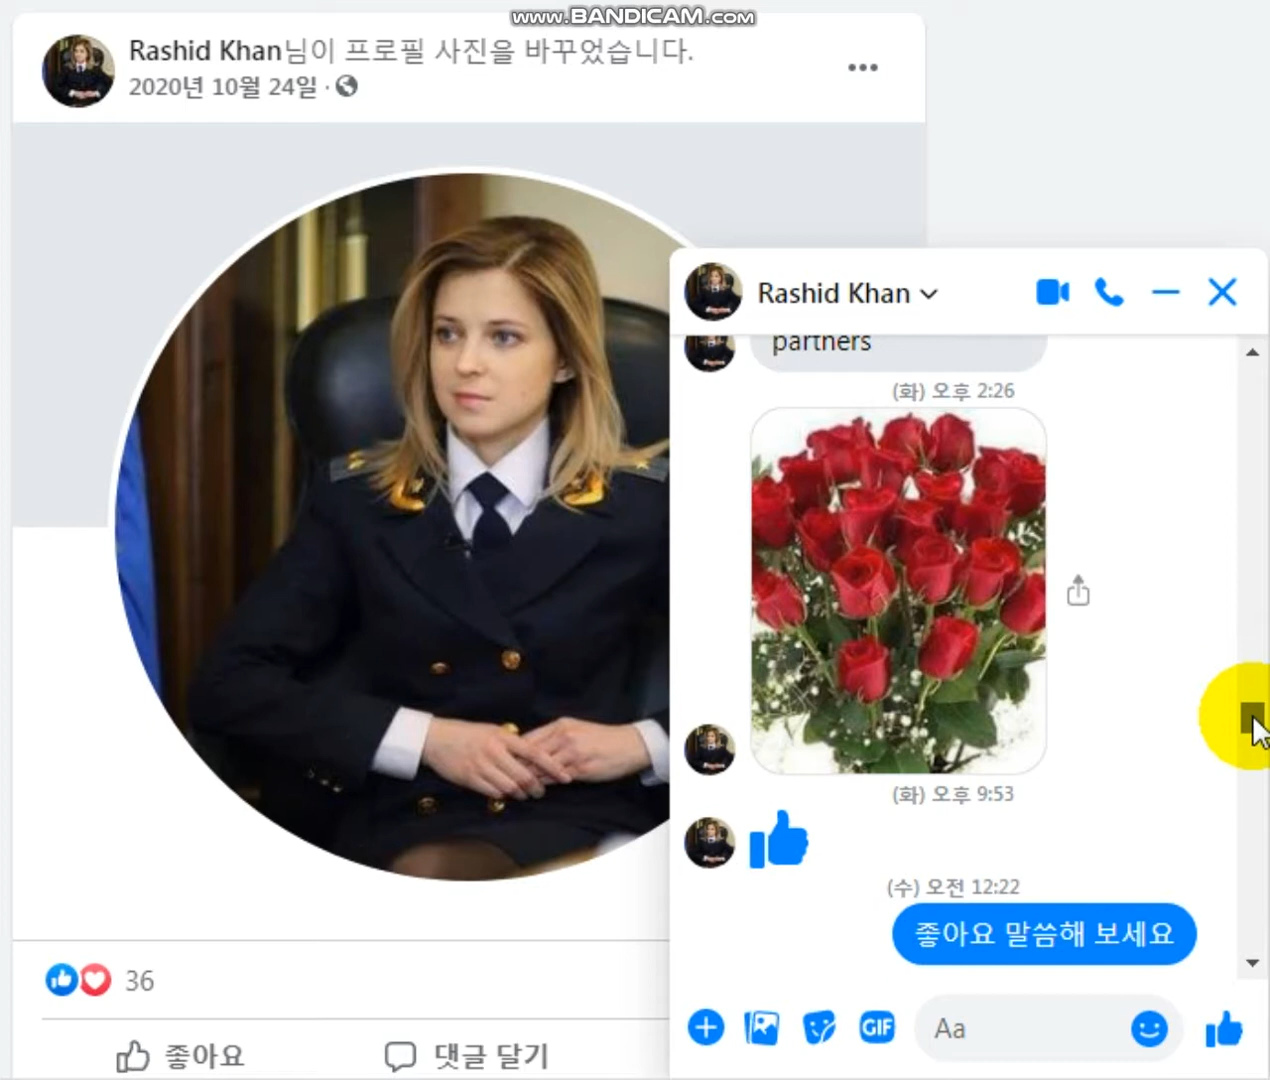 www.BANDICAM.com
Rashid Khan님이 프로필 사진을 바꾸었습니다.
2020년 10월 24일 ·
36
좋아요
댓글 달기
Rashid Khan
partners
(화) 오후 2:26
(화) 오후 9:53
(수) 오전 12:22
좋아요 말씀해 보세요
GIF
Aa